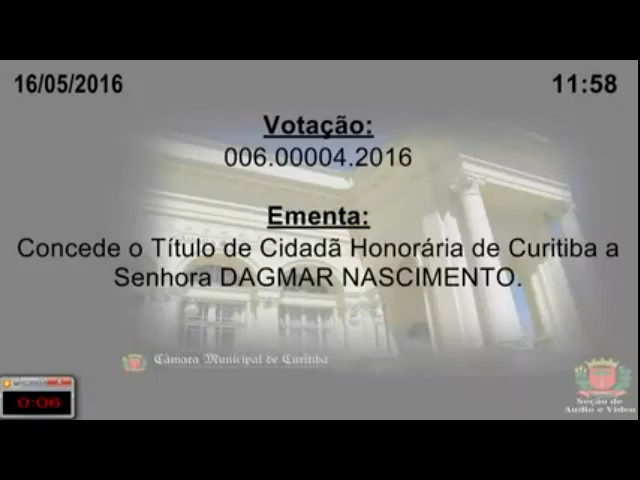 16/05/2016 11:58
Votação:
006.00004.2016
Ementa:
Concede o Título de Cidadã Honorária de Curitiba a
Senhora DAGMAR NASCIMENTO.
Câmara Municipal de Curitiba
0:06
Seção de
Audio e Vídeo